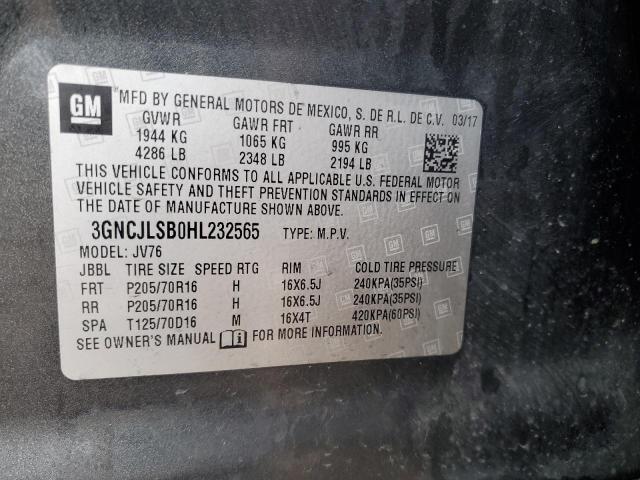 GM
MFD BY GENERAL MOTORS DE MEXICO, S. DE R.L. DE C.V. 03/17
GVWR GAWR FRT GAWR RR
1944 KG 1065 KG 995 KG
4286 LB 2348 LB 2194 LB
THIS VEHICLE CONFORMS TO ALL APPLICABLE U.S. FEDERAL MOTOR
VEHICLE SAFETY AND THEFT PREVENTION STANDARDS IN EFFECT ON
THE DATE OF MANUFACTURE SHOWN ABOVE.
3GNCJLSB0HL232565 TYPE: M.P.V.
MODEL: JV76
JBBL TIRE SIZE SPEED RTG RIM COLD TIRE PRESSURE
FRT P205/70R16 H 16X6.5J 240KPA(35PSI)
RR P205/70R16 H 16X6.5J 240KPA(35PSI)
SPA T125/70D16 M 16X4T 420KPA(60PSI)
SEE OWNER'S MANUAL FOR MORE INFORMATION.